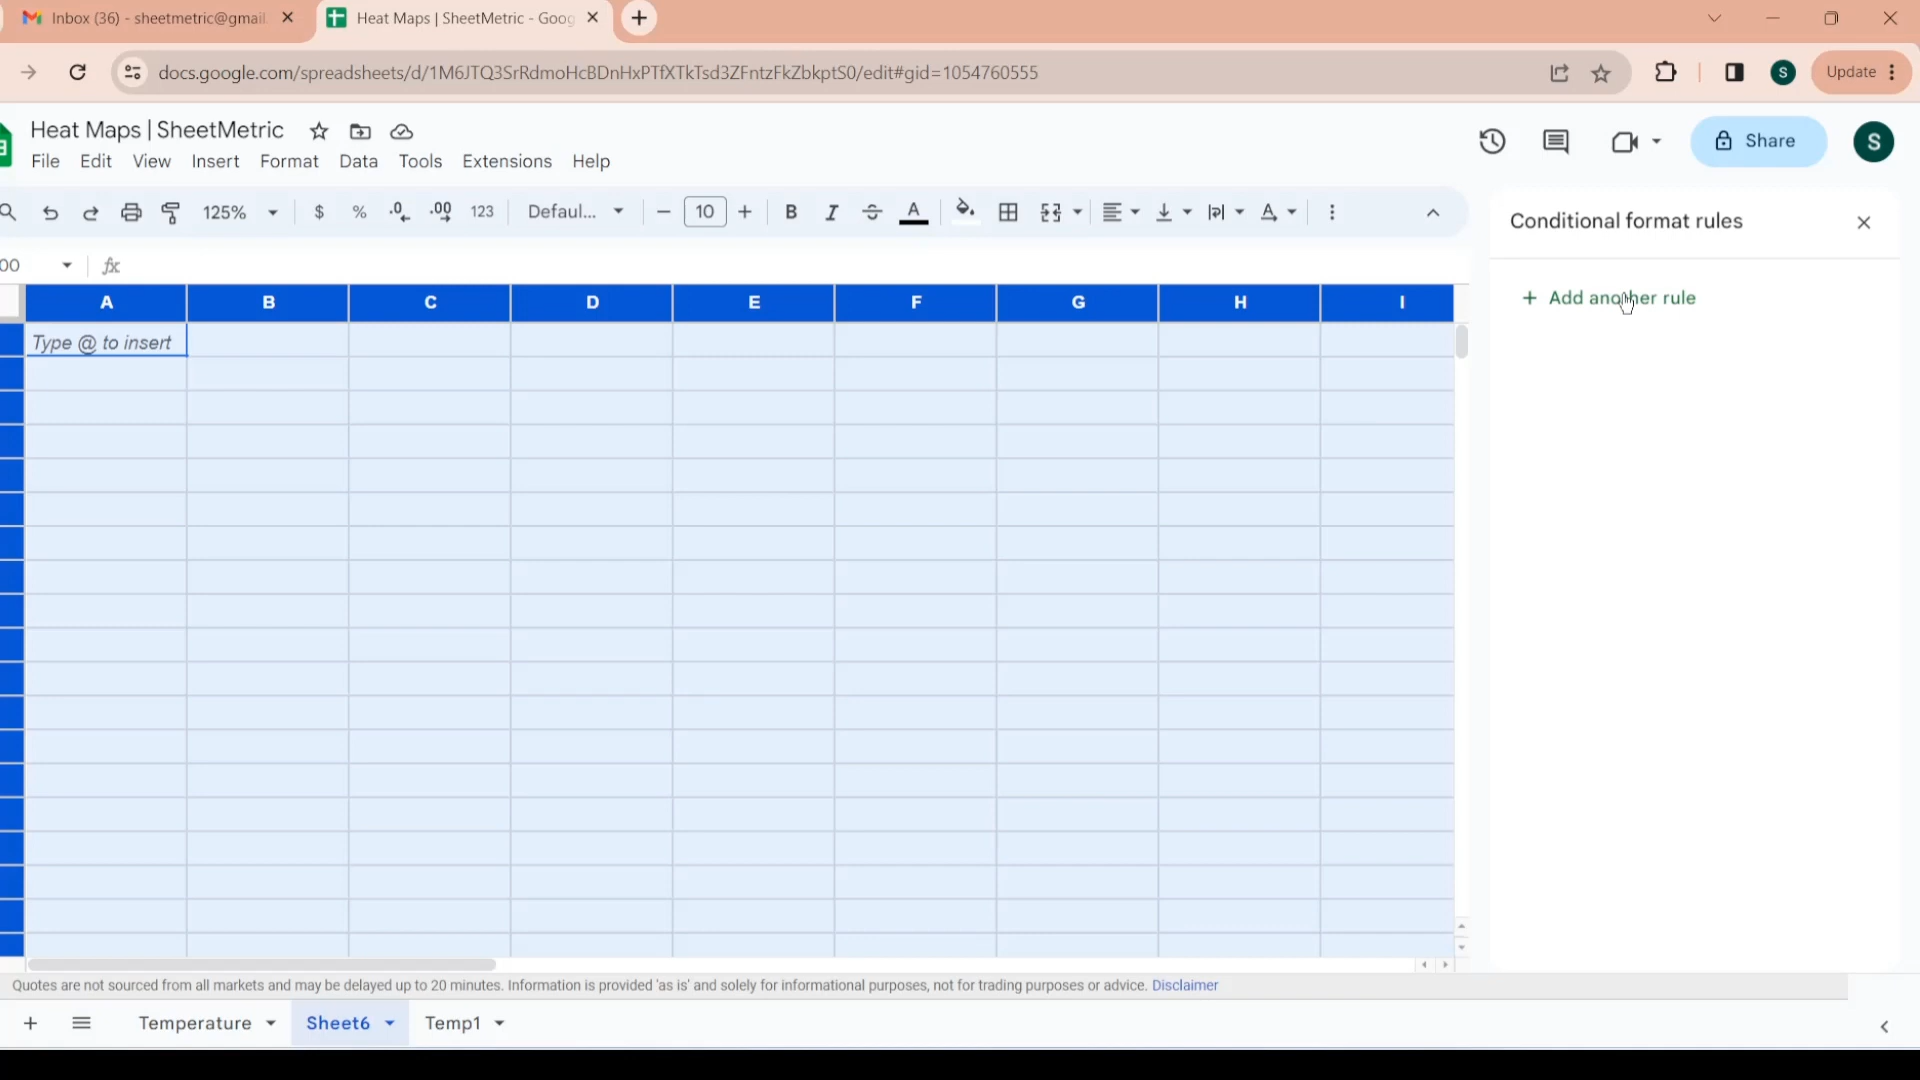 Inbox (36) - sheetmetric@gmail
Heat Maps | SheetMetric - Goog
docs.google.com/spreadsheets/d/1M6JTQ3SrRdmoHcBDnHxPTfXTkTsd3ZFntzFkZbkptS0/edit#gid=1054760555
S
Update
Heat Maps | SheetMetric
File Edit View Insert Format Data Tools Extensions Help
Share
S
125% $ % .0 .00 123 Defaul... − 10 + B I S A
Conditional format rules
00 fx
A B C D E F G H I
+ Add another rule
Type @ to insert
Quotes are not sourced from all markets and may be delayed up to 20 minutes. Information is provided 'as is' and solely for informational purposes, not for trading purposes or advice. Disclaimer
Temperature Sheet6 Temp1